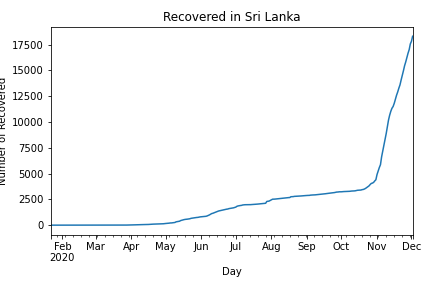 Recovered in Sri Lanka
Number of Recovered
17500
15000
12500
10000
7500
5000
2500
0
Feb Mar Apr May Jun Jul Aug Sep Oct Nov Dec
2020
Day